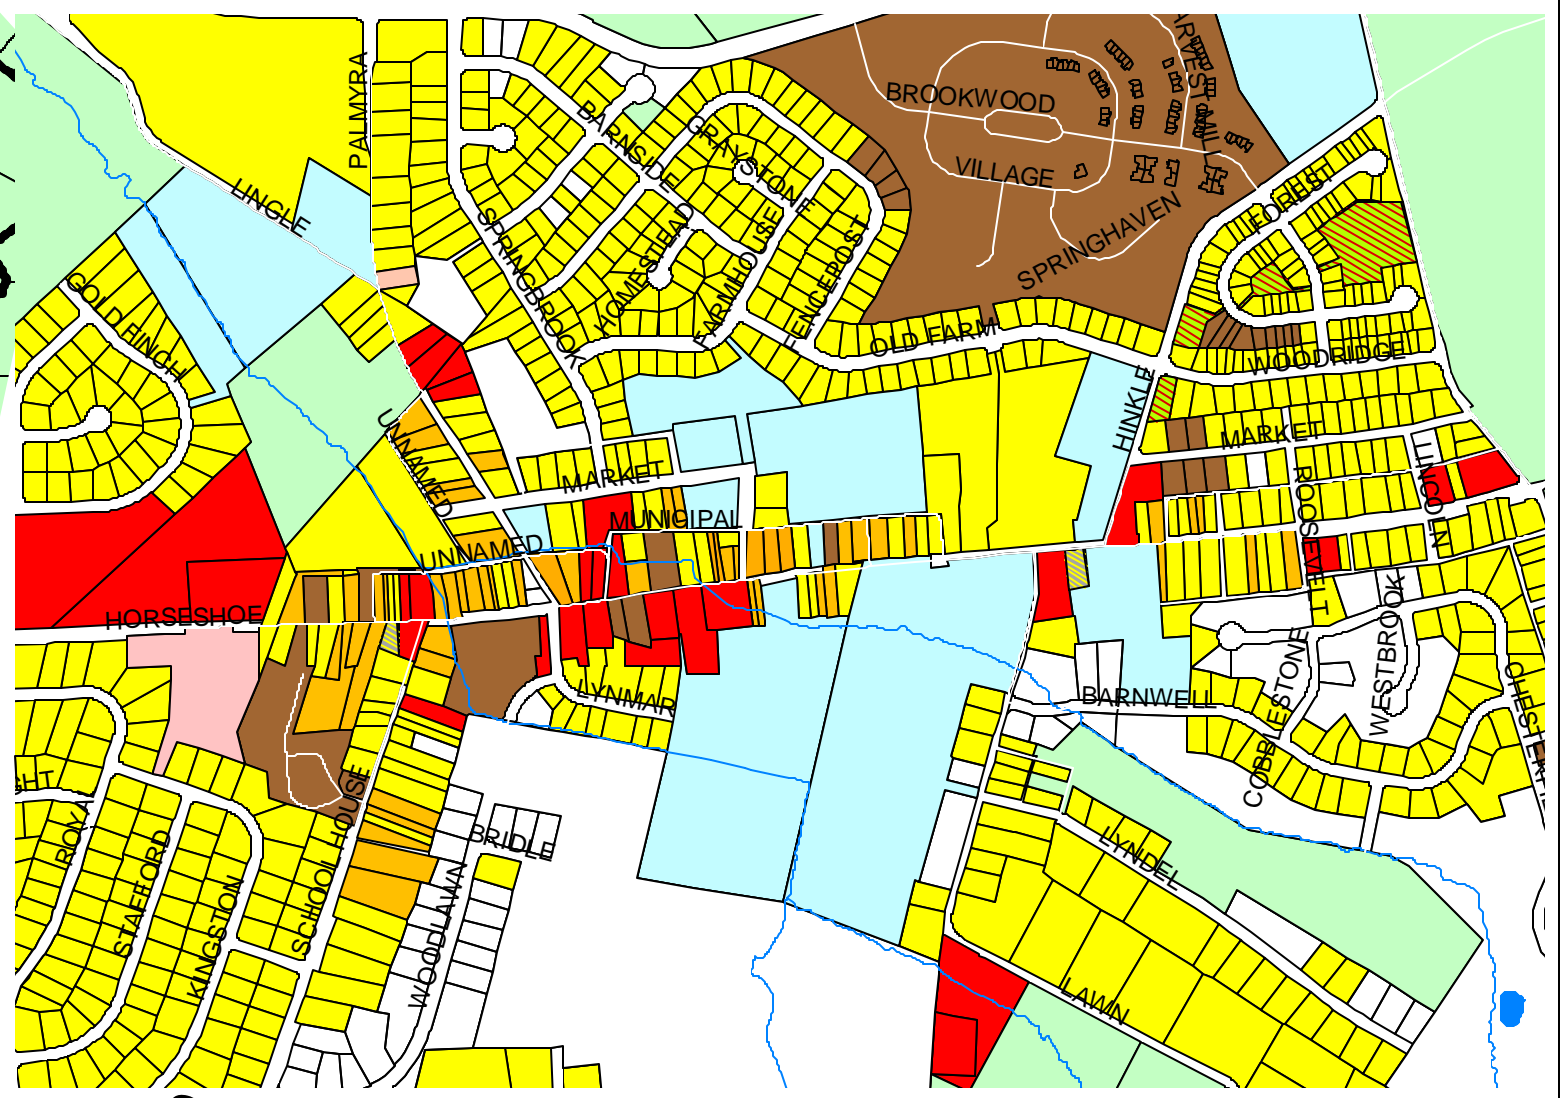 PALMYRA
LINGLE
BARNSIDE
GRAYSTONE
BROOKWOOD
VILLAGE
SPRINGHAVEN
FOREST
GOLDFINCH
SPRINGBROOK
HOMESTEAD
FARMHOUSE
FENCEPOST
OLD FARM
WOODRIDGE
HINKLE
UNNAMED
MARKET
MARKET
MUNICIPAL
UNNAMED
ROOSEVELT
LINCOLN
HORSESHOE
LYNMAR
BARNWELL
COBBLESTONE
WESTBROOK
ROYAL
STAFFORD
KINGSTON
SCHOOL HOUSE
WOODLAWN
BRIDLE
LYNDEL
LAWN